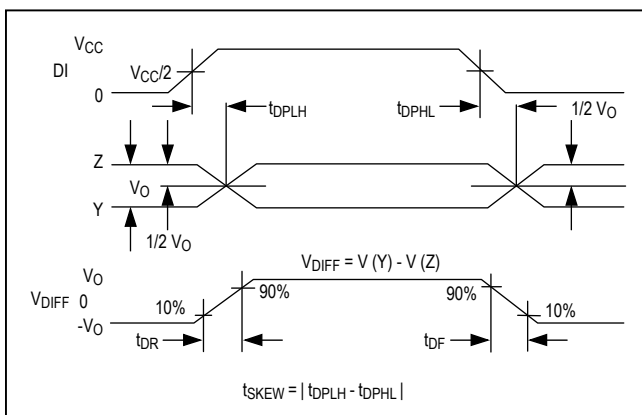 VCC
DI
VCC/2
0
tDPLH
tDPHL
1/2 VO
Z
VO
Y
1/2 VO
VDIFF = V (Y) - V (Z)
VO
VDIFF 0
-VO
10%
90%
90%
10%
tDR
tDF
tSKEW = | tDPLH - tDPHL |